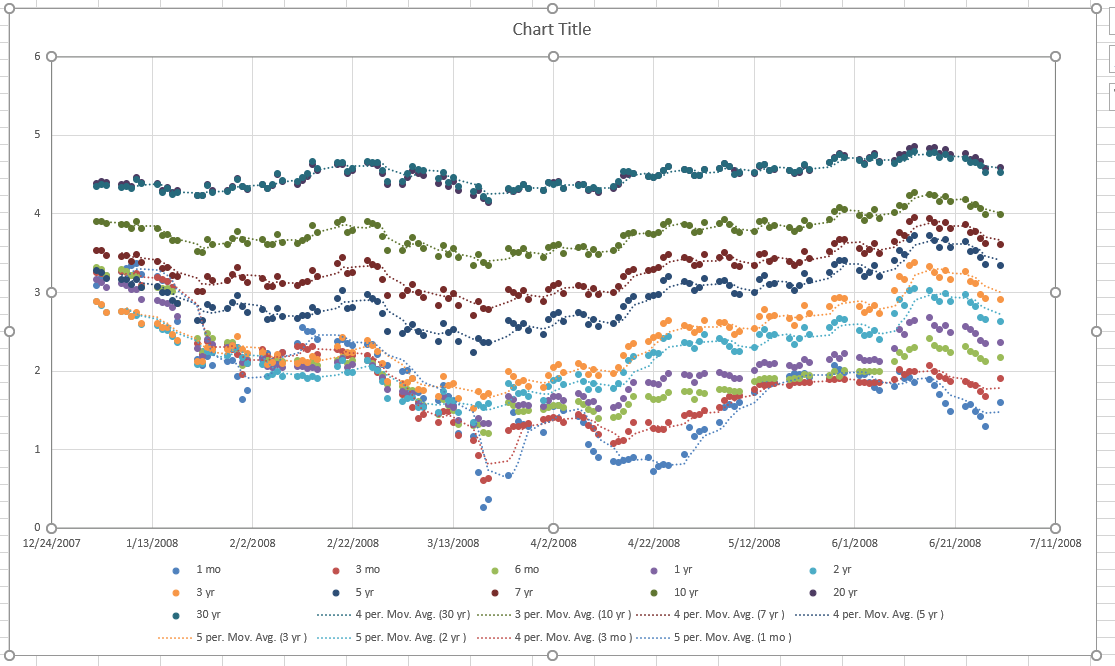 Chart Title
6
5
4
3
2
1
0
12/24/2007 1/13/2008 2/2/2008 2/22/2008 3/13/2008 4/2/2008 4/22/2008 5/12/2008 6/1/2008 6/21/2008 7/11/2008
1 mo 3 mo 6 mo 1 yr 2 yr
3 yr 5 yr 7 yr 10 yr 20 yr
30 yr 4 per. Mov. Avg. (30 yr) 3 per. Mov. Avg. (10 yr ) 4 per. Mov. Avg. (7 yr ) 4 per. Mov. Avg. (5 yr )
5 per. Mov. Avg. (3 yr ) 5 per. Mov. Avg. (2 yr ) 4 per. Mov. Avg. (3 mo ) 5 per. Mov. Avg. (1 mo )